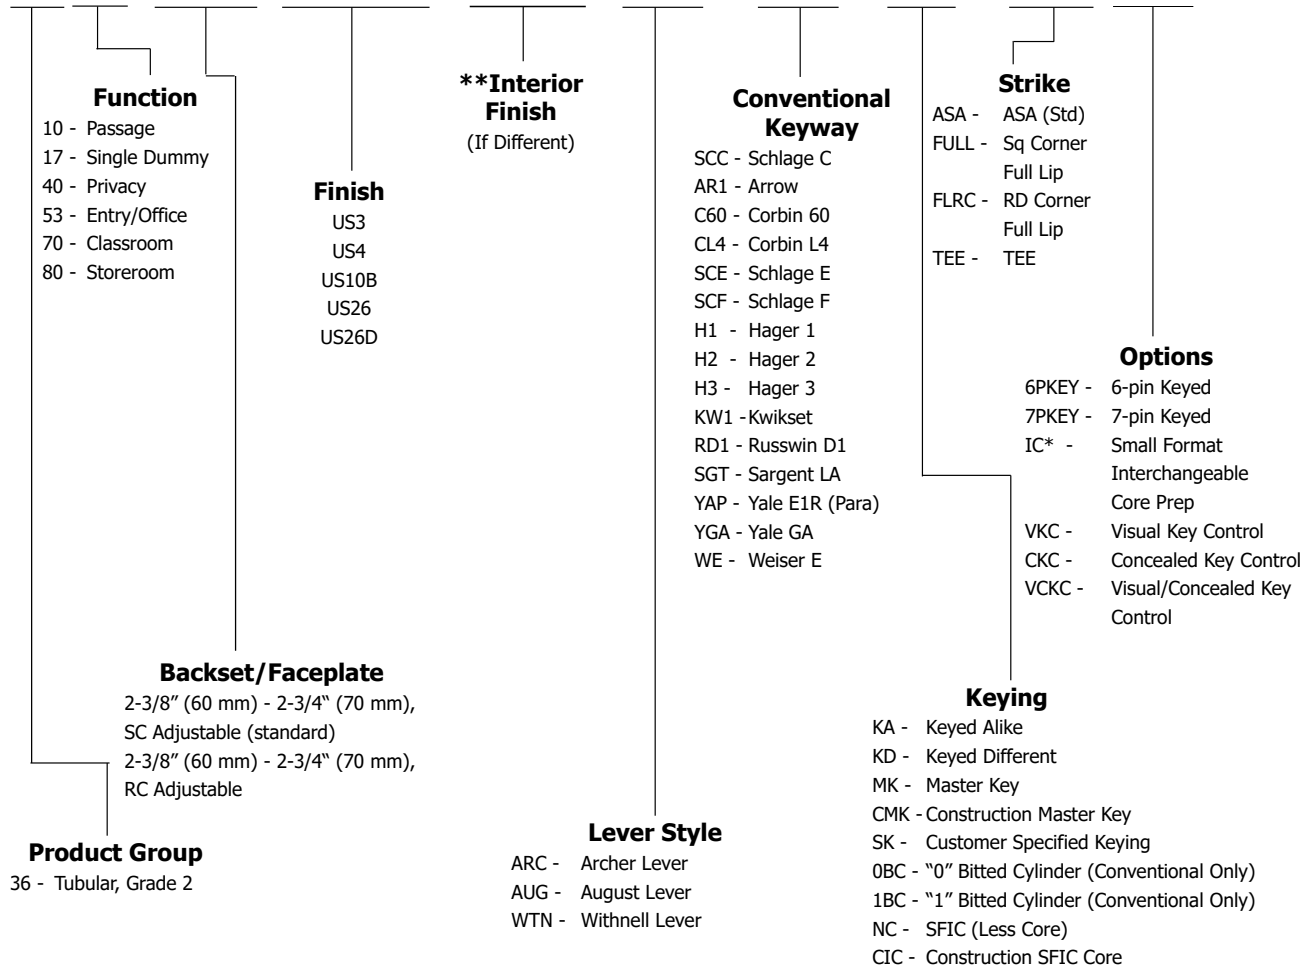 Function
10 - Passage
17 - Single Dummy
40 - Privacy
53 - Entry/Office
70 - Classroom
80 - Storeroom
Finish
US3
US4
US10B
US26
US26D
**Interior
Finish
(If Different)
Conventional
Keyway
SCC - Schlage C
AR1 - Arrow
C60 - Corbin 60
CL4 - Corbin L4
SCE - Schlage E
SCF - Schlage F
H1 - Hager 1
H2 - Hager 2
H3 - Hager 3
KW1 -Kwikset
RD1 - Russwin D1
SGT - Sargent LA
YAP - Yale E1R (Para)
YGA - Yale GA
WE - Weiser E
Strike
ASA - ASA (Std)
FULL - Sq Corner
Full Lip
FLRC - RD Corner
Full Lip
TEE - TEE
Options
6PKEY - 6-pin Keyed
7PKEY - 7-pin Keyed
IC* - Small Format
Interchangeable
Core Prep
VKC - Visual Key Control
CKC - Concealed Key Control
VCKC - Visual/Concealed Key
Control
Backset/Faceplate
2-3/8” (60 mm) - 2-3/4“ (70 mm),
SC Adjustable (standard)
2-3/8” (60 mm) - 2-3/4“ (70 mm),
RC Adjustable
Product Group
36 - Tubular, Grade 2
Lever Style
ARC - Archer Lever
AUG - August Lever
WTN - Withnell Lever
Keying
KA - Keyed Alike
KD - Keyed Different
MK - Master Key
CMK - Construction Master Key
SK - Customer Specified Keying
0BC - “0” Bitted Cylinder (Conventional Only)
1BC - “1” Bitted Cylinder (Conventional Only)
NC - SFIC (Less Core)
CIC - Construction SFIC Core